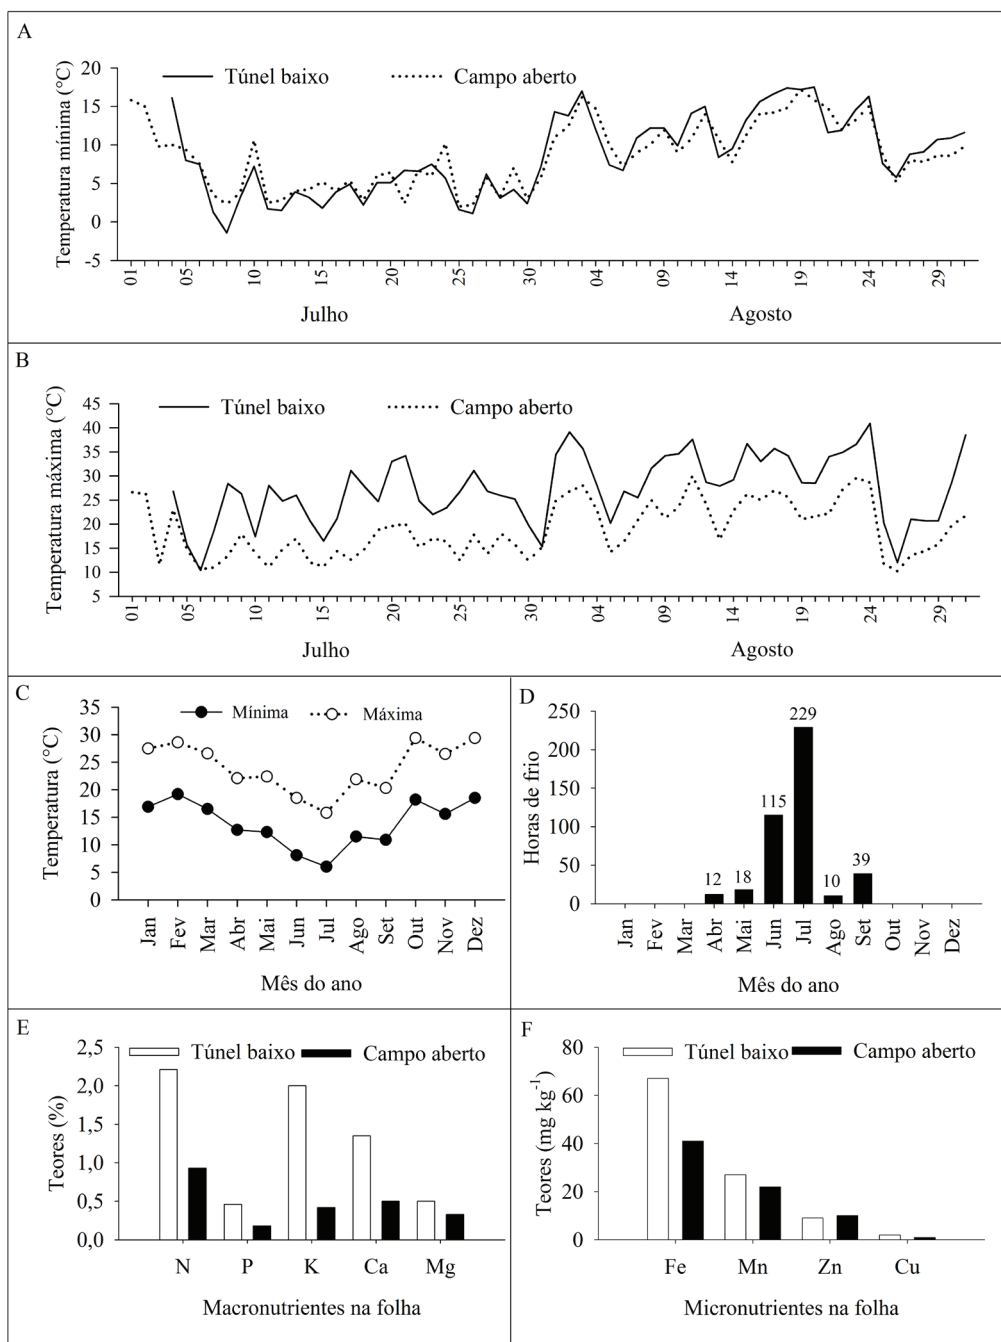 A
Túnel baixo
Campo aberto
Temperatura mínima (°C)
20
15
10
5
0
-5
01
05
10
15
20
25
30
04
09
14
19
24
29
Julho
Agosto
B
Túnel baixo
Campo aberto
Temperatura máxima (°C)
45
40
35
30
25
20
15
10
5
01
05
10
15
20
25
30
04
09
14
19
24
29
Julho
Agosto
C
Mínima
Máxima
Temperatura (°C)
35
30
25
20
15
10
5
0
Jan
Fev
Mar
Abr
Mai
Jun
Jul
Ago
Set
Out
Nov
Dez
Mês do ano
D
Horas de frio
250
200
150
100
50
0
12
18
115
229
10
39
Jan
Fev
Mar
Abr
Mai
Jun
Jul
Ago
Set
Out
Nov
Dez
Mês do ano
E
Túnel baixo
Campo aberto
Teores (%)
2,5
2,0
1,5
1,0
0,5
0,0
N
P
K
Ca
Mg
Macronutrientes na folha
F
Túnel baixo
Campo aberto
Teores (mg kg⁻¹)
80
60
40
20
0
Fe
Mn
Zn
Cu
Micronutrientes na folha